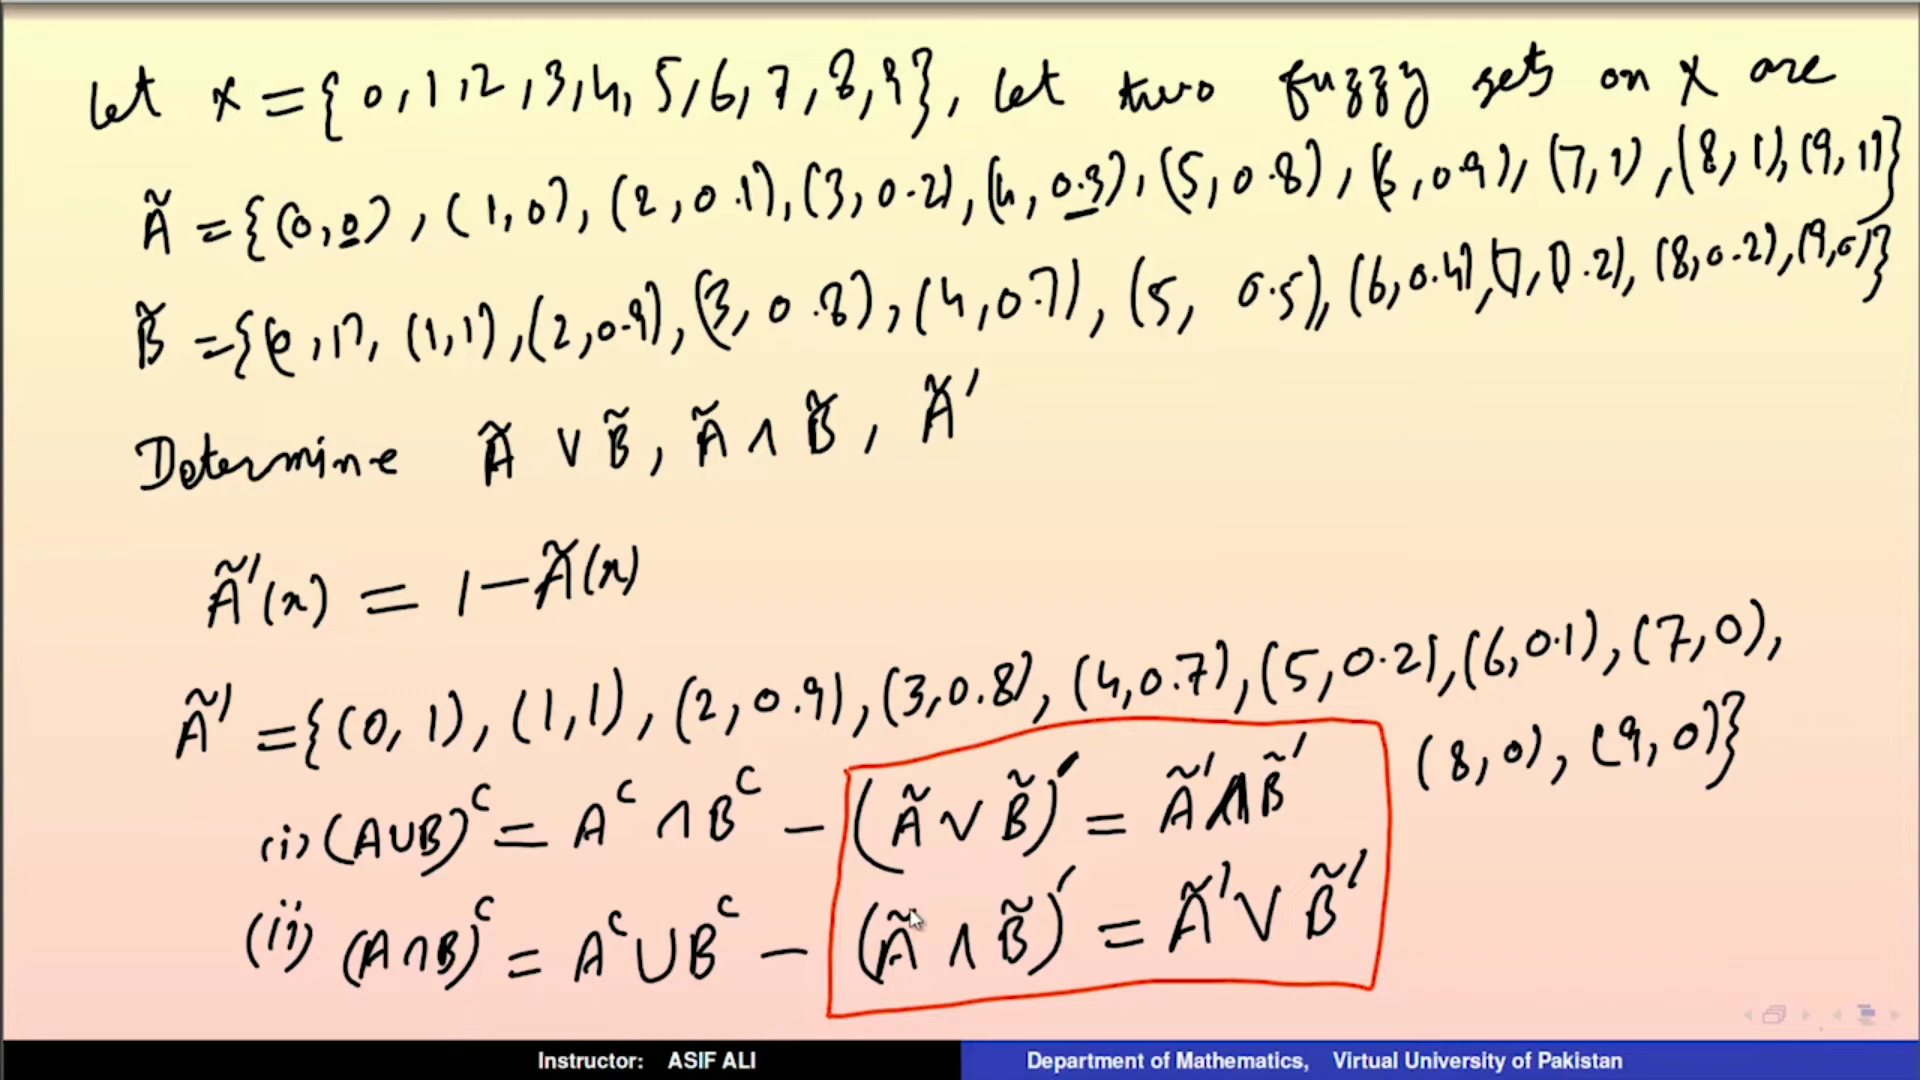 Let x = {0,1,2,3,4,5,6,7,8,9}, Let two fuzzy sets on X are
Ã = {(0,0), (1,0), (2,0.1), (3,0.2), (4,0.3), (5,0.8), (6,0.9), (7,1), (8,1), (9,1)}
B̃ = {(0,1), (1,1), (2,0.9), (3,0.8), (4,0.7), (5,0.5), (6,0.4), (7,0.2), (8,0.2), (9,0)}
Determine Ã ∨ B̃, Ã ∧ B̃, Ã'
Ã'(x) = 1 - Ã(x)
Ã' = {(0,1), (1,1), (2,0.9), (3,0.8), (4,0.7), (5,0.2), (6,0.1), (7,0),
(8,0), (9,0)}
(i) (A∪B)^c = A^c ∩ B^c - (Ã ∨ B̃)' = Ã' ∧ B̃'
(ii) (A∩B)^c = A^c ∪ B^c - (Ã ∧ B̃)' = Ã' ∨ B̃'
Instructor: ASIF ALI
Department of Mathematics, Virtual University of Pakistan